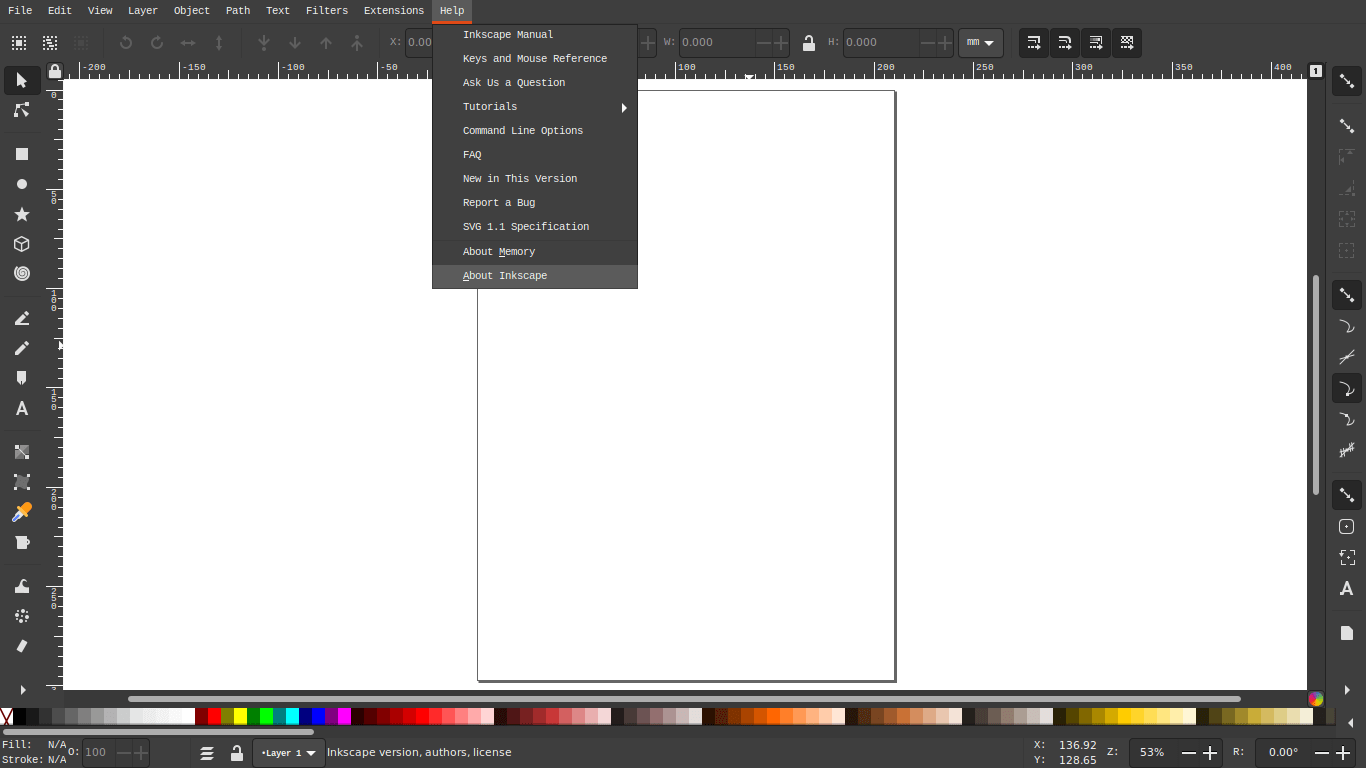 File Edit View Layer Object Path Text Filters Extensions Help
X: 0.00 W: 0.000 H: 0.000 mm
Inkscape Manual
Keys and Mouse Reference
Ask Us a Question
Tutorials
Command Line Options
FAQ
New in This Version
Report a Bug
SVG 1.1 Specification
About Memory
About Inkscape
-200 -150 -100 -50 100 150 200 250 300 350 400
1
0
50
100
150
200
250
Fill: N/A
Stroke: N/A
O: 100
•Layer 1
Inkscape version, authors, license
X: 136.92
Y: 128.65
Z: 53%
R: 0.00°